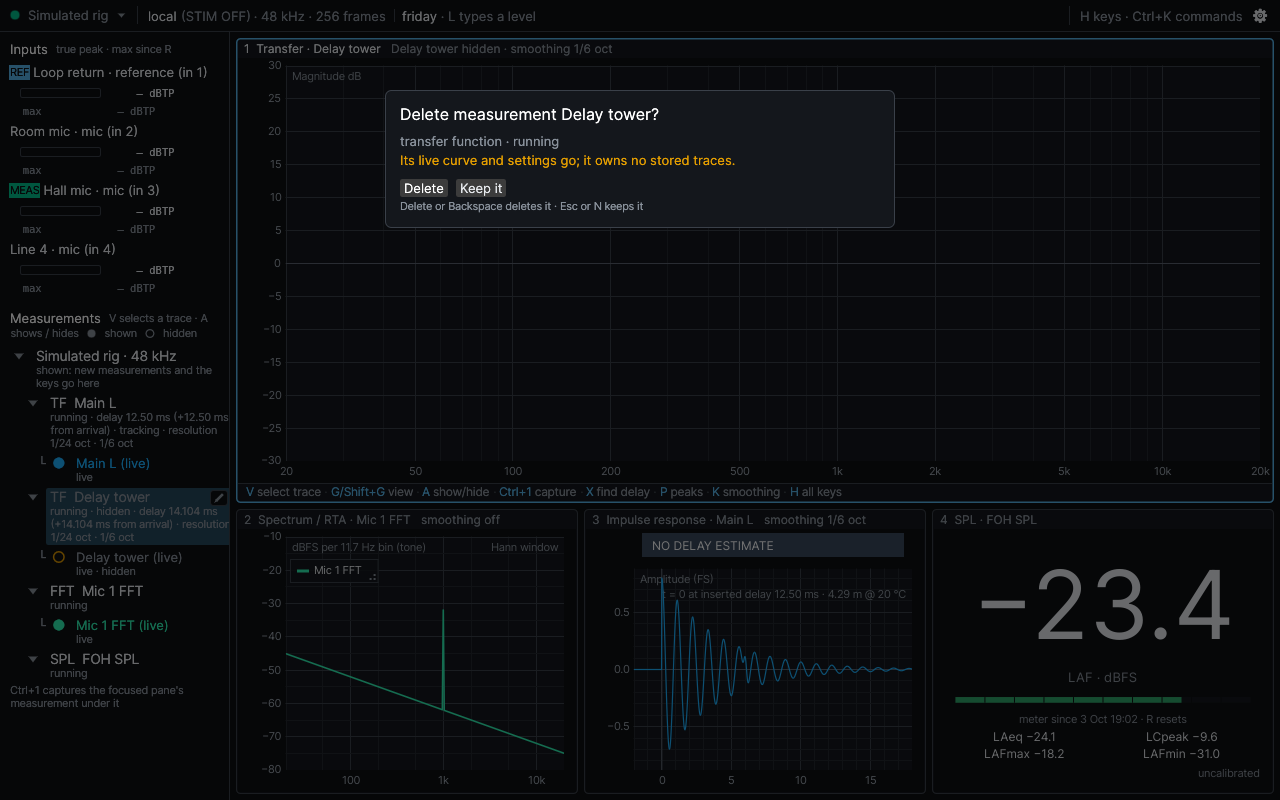 Simulated rig
local (STIM OFF) · 48 kHz · 256 frames
friday · L types a level
H keys · Ctrl+K commands
Inputs true peak · max since R
REF Loop return · reference (in 1)
– dBTP
max – dBTP
Room mic · mic (in 2)
– dBTP
max – dBTP
MEAS Hall mic · mic (in 3)
– dBTP
max – dBTP
Line 4 · mic (in 4)
– dBTP
max – dBTP
Measurements V selects a trace · A
shows / hides shown hidden
Simulated rig · 48 kHz
shown: new measurements and the
keys go here
TF Main L
running · delay 12.50 ms (+12.50 ms
from arrival) · tracking · resolution
1/24 oct · 1/6 oct
Main L (live)
live
TF Delay tower
running · hidden · delay 14.104 ms
(+14.104 ms from arrival) · resolution
1/24 oct · 1/6 oct
Delay tower (live)
live · hidden
FFT Mic 1 FFT
running
Mic 1 FFT (live)
live
SPL FOH SPL
running
Ctrl+1 captures the focused pane's
measurement under it
1 Transfer · Delay tower Delay tower hidden · smoothing 1/6 oct
Magnitude dB
30
25
20
15
10
5
0
−5
−10
−15
−20
−25
−30
20 50 100 200 500 1k 2k 5k 10k 20k
V select trace · G/Shift+G view · A show/hide · Ctrl+1 capture · X find delay · P peaks · K smoothing · H all keys
Delete measurement Delay tower?
transfer function · running
Its live curve and settings go; it owns no stored traces.
Delete Keep it
Delete or Backspace deletes it · Esc or N keeps it
2 Spectrum / RTA · Mic 1 FFT smoothing off
dBFS per 11.7 Hz bin (tone) Hann window
Mic 1 FFT
−10
−20
−30
−40
−50
−60
−70
−80
100 1k 10k
3 Impulse response · Main L smoothing 1/6 oct
NO DELAY ESTIMATE
Amplitude (FS)
t = 0 at inserted delay 12.50 ms · 4.29 m @ 20 °C
0.5
0.0
−0.5
0 5 10 15
4 SPL · FOH SPL
−23.4
LAF · dBFS
meter since 3 Oct 19:02 · R resets
LAeq −24.1 LCpeak −9.6
LAFmax −18.2 LAFmin −31.0
uncalibrated